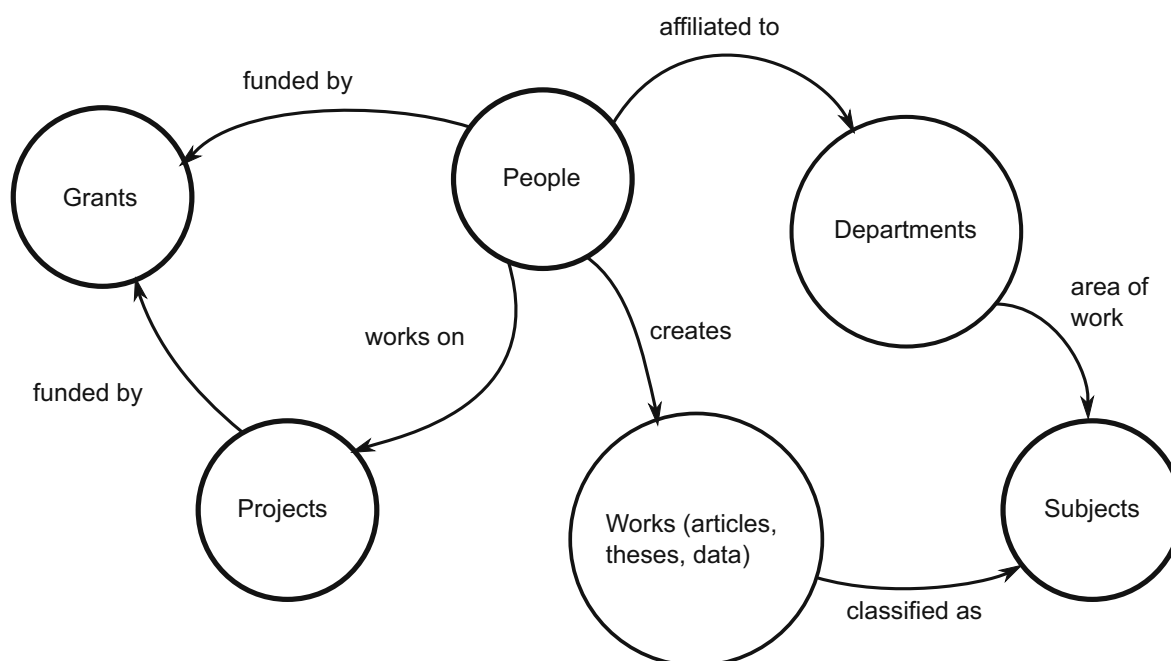 affiliated to
funded by
People
Grants
Departments
area of
work
creates
works on
funded by
Projects
Works (articles,
theses, data)
Subjects
classified as